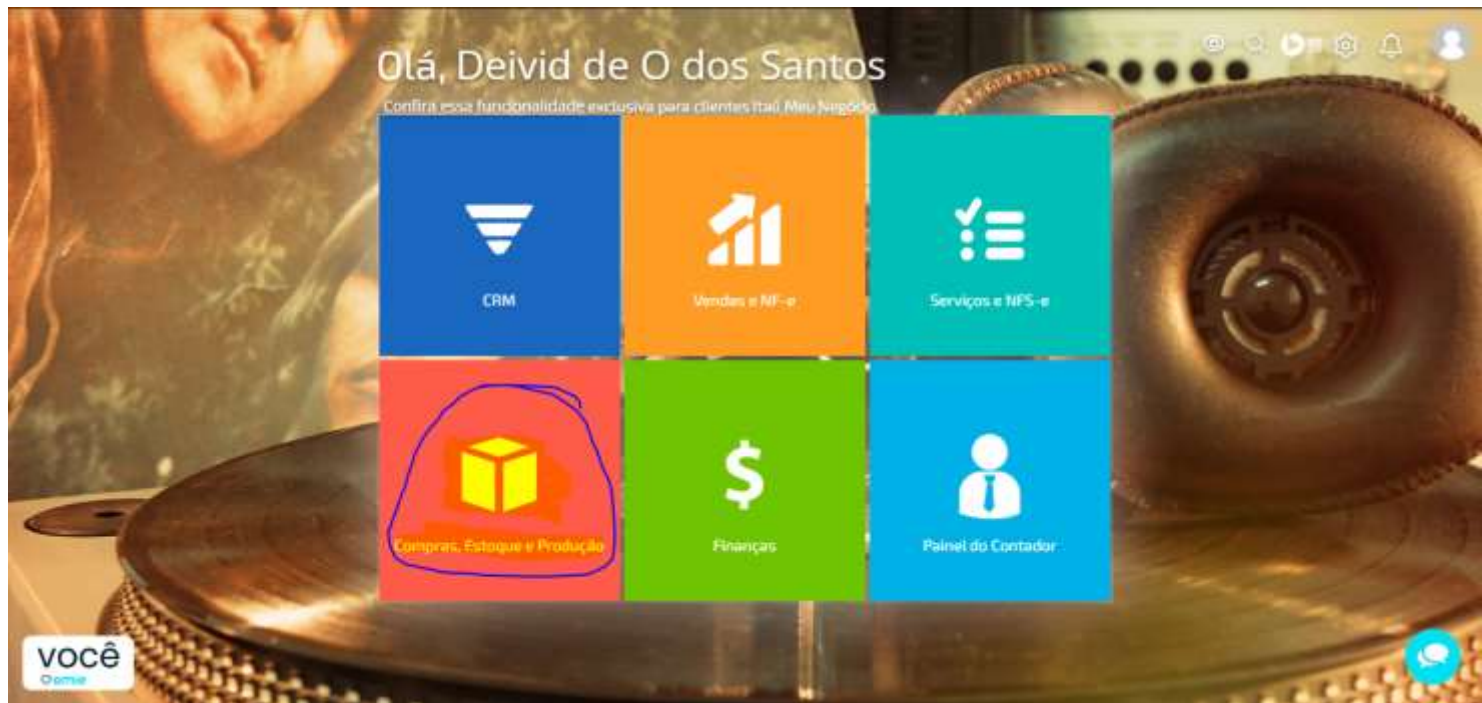 Olá, Deivid de O dos Santos
Confira essa funcionalidade exclusiva para clientes Itaú Meu Negócio
CRM
Vendas e NF-e
Serviços e NFS-e
Compras, Estoque e Produção
Finanças
Painel do Contador
você
omie